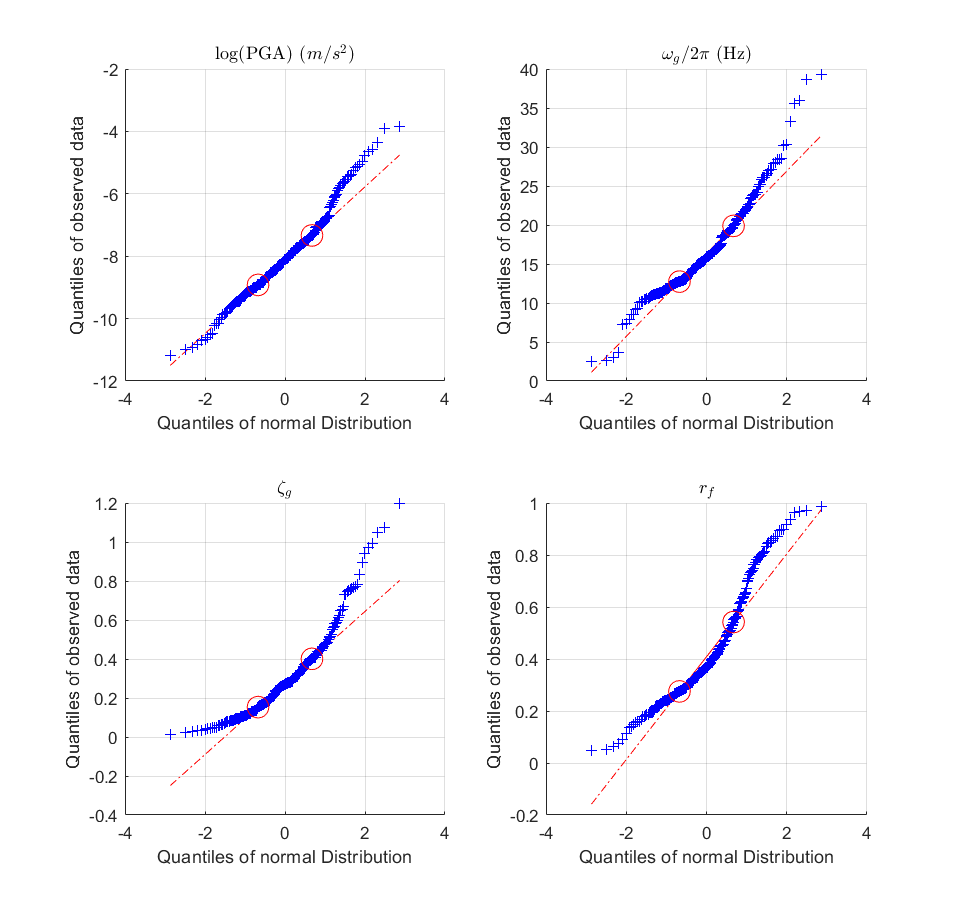 log(PGA) (m/s²)
-2
-4
-6
-8
-10
-12
-4 -2 0 2 4
Quantiles of observed data
Quantiles of normal Distribution
ω_g/2π (Hz)
40
35
30
25
20
15
10
5
0
-4 -2 0 2 4
Quantiles of observed data
Quantiles of normal Distribution
ζ_g
1.2
1
0.8
0.6
0.4
0.2
0
-0.2
-0.4
-4 -2 0 2 4
Quantiles of observed data
Quantiles of normal Distribution
r_f
1
0.8
0.6
0.4
0.2
0
-0.2
-4 -2 0 2 4
Quantiles of observed data
Quantiles of normal Distribution